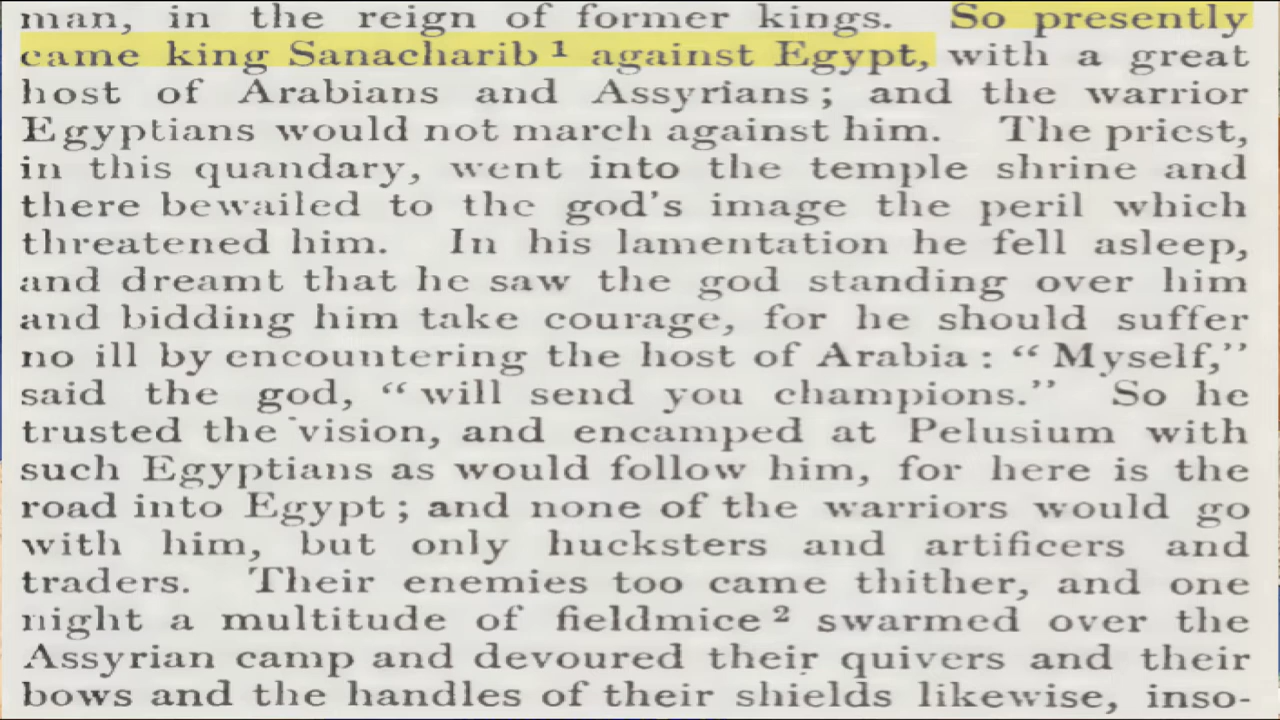 man, in the reign of former kings. So presently
came king Sanacharib¹ against Egypt, with a great
host of Arabians and Assyrians; and the warrior
Egyptians would not march against him. The priest,
in this quandary, went into the temple shrine and
there bewailed to the god's image the peril which
threatened him. In his lamentation he fell asleep,
and dreamt that he saw the god standing over him
and bidding him take courage, for he should suffer
no ill by encountering the host of Arabia: “Myself,”
said the god, “will send you champions.” So he
trusted the vision, and encamped at Pelusium with
such Egyptians as would follow him, for here is the
road into Egypt; and none of the warriors would go
with him, but only hucksters and artificers and
traders. Their enemies too came thither, and one
night a multitude of fieldmice² swarmed over the
Assyrian camp and devoured their quivers and their
bows and the handles of their shields likewise, inso-